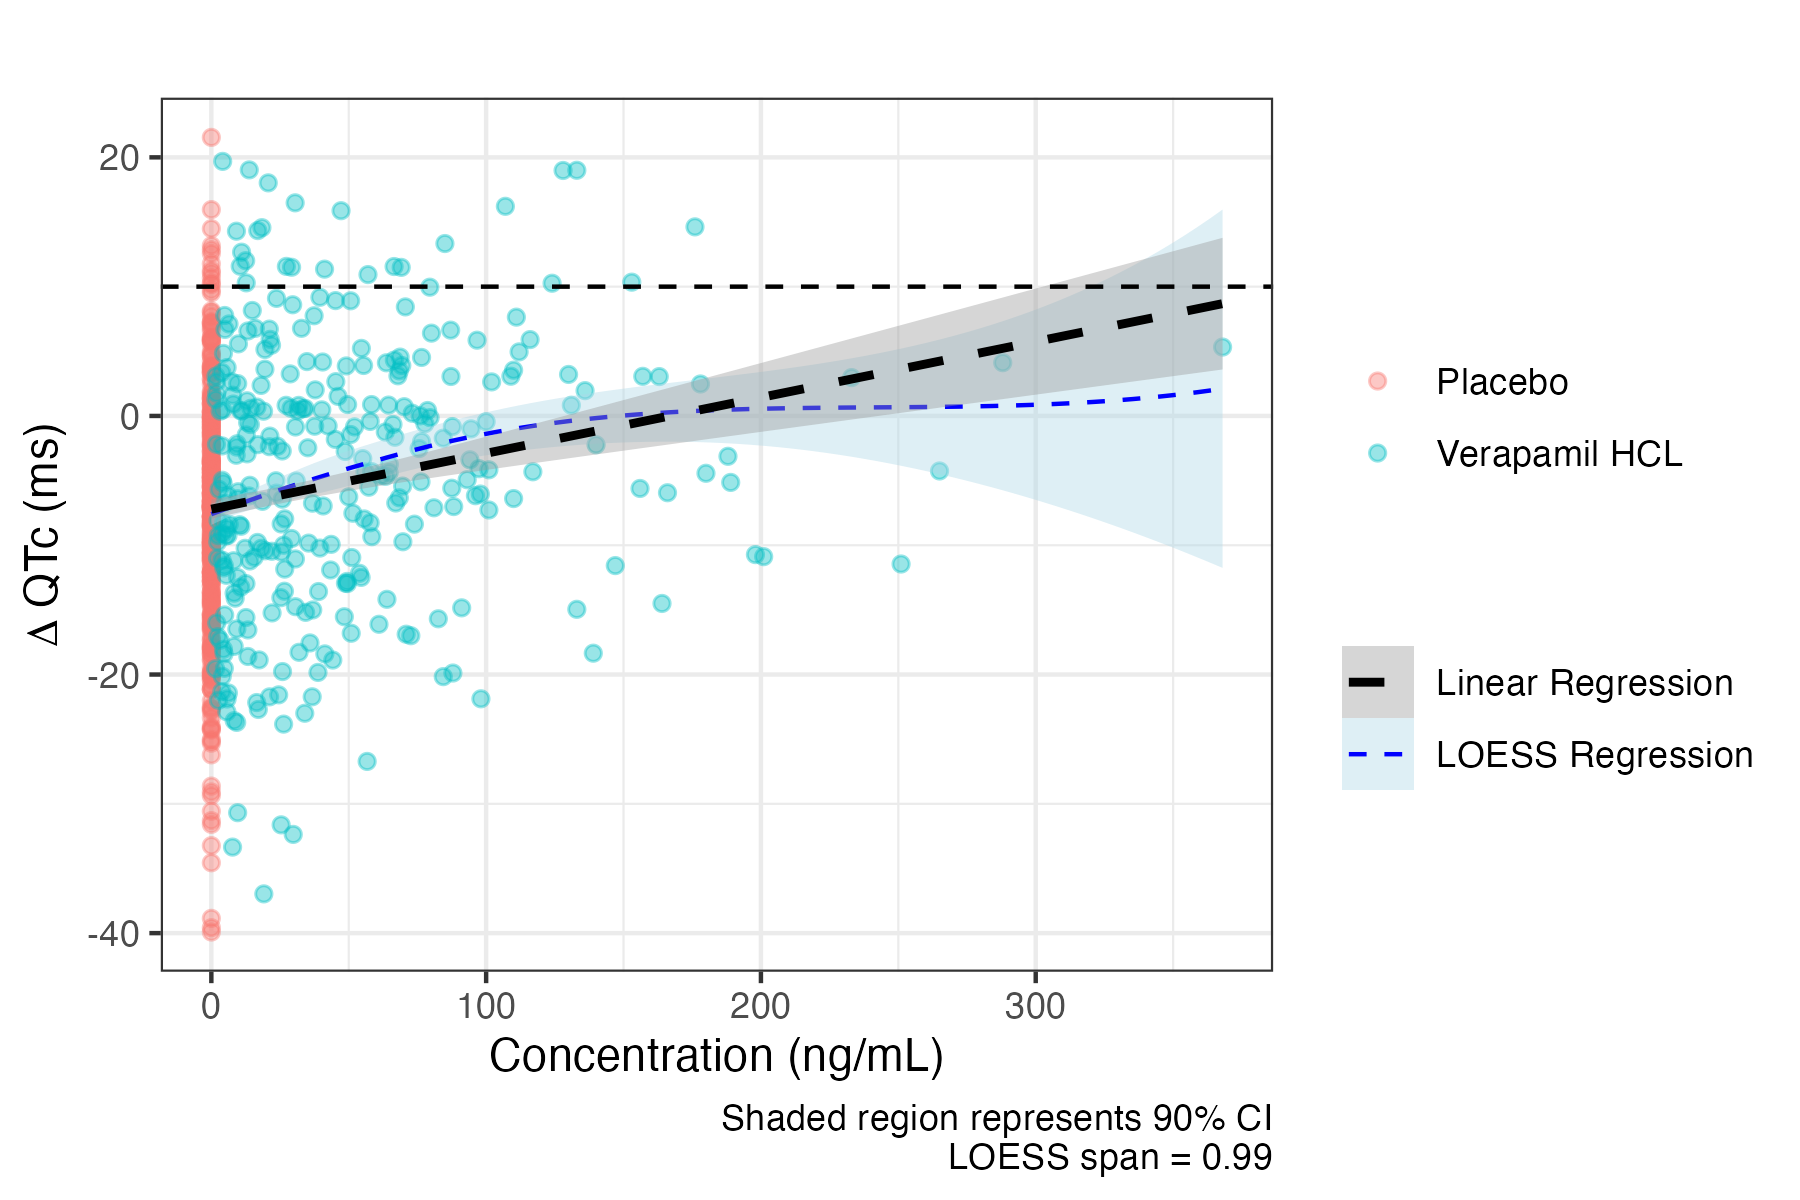 Δ QTc (ms)
20
0
-20
-40
0
100
200
300
Concentration (ng/mL)
Placebo
Verapamil HCL
Linear Regression
LOESS Regression
Shaded region represents 90% CI
LOESS span = 0.99